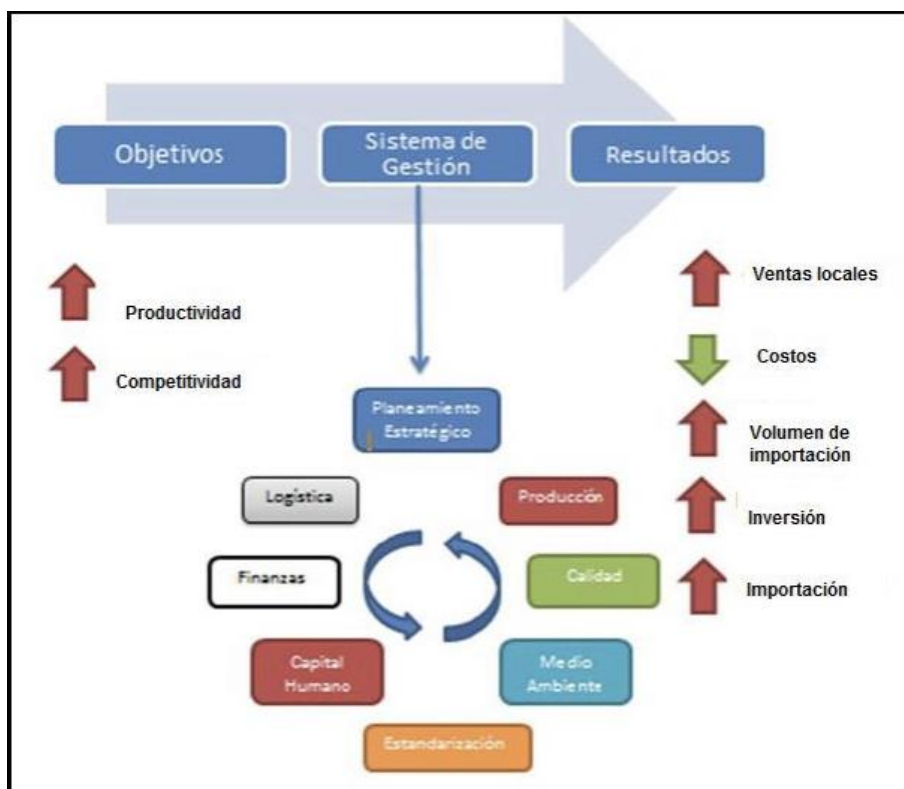 Objetivos
Sistema de
Gestión
Resultados
Productividad
Competitividad
Ventas locales
Costos
Volumen de
importación
Inversión
Importación
Planeamiento
Estratégico
Logística
Producción
Finanzas
Calidad
Capital
Humano
Medio
Ambiente
Estandarización